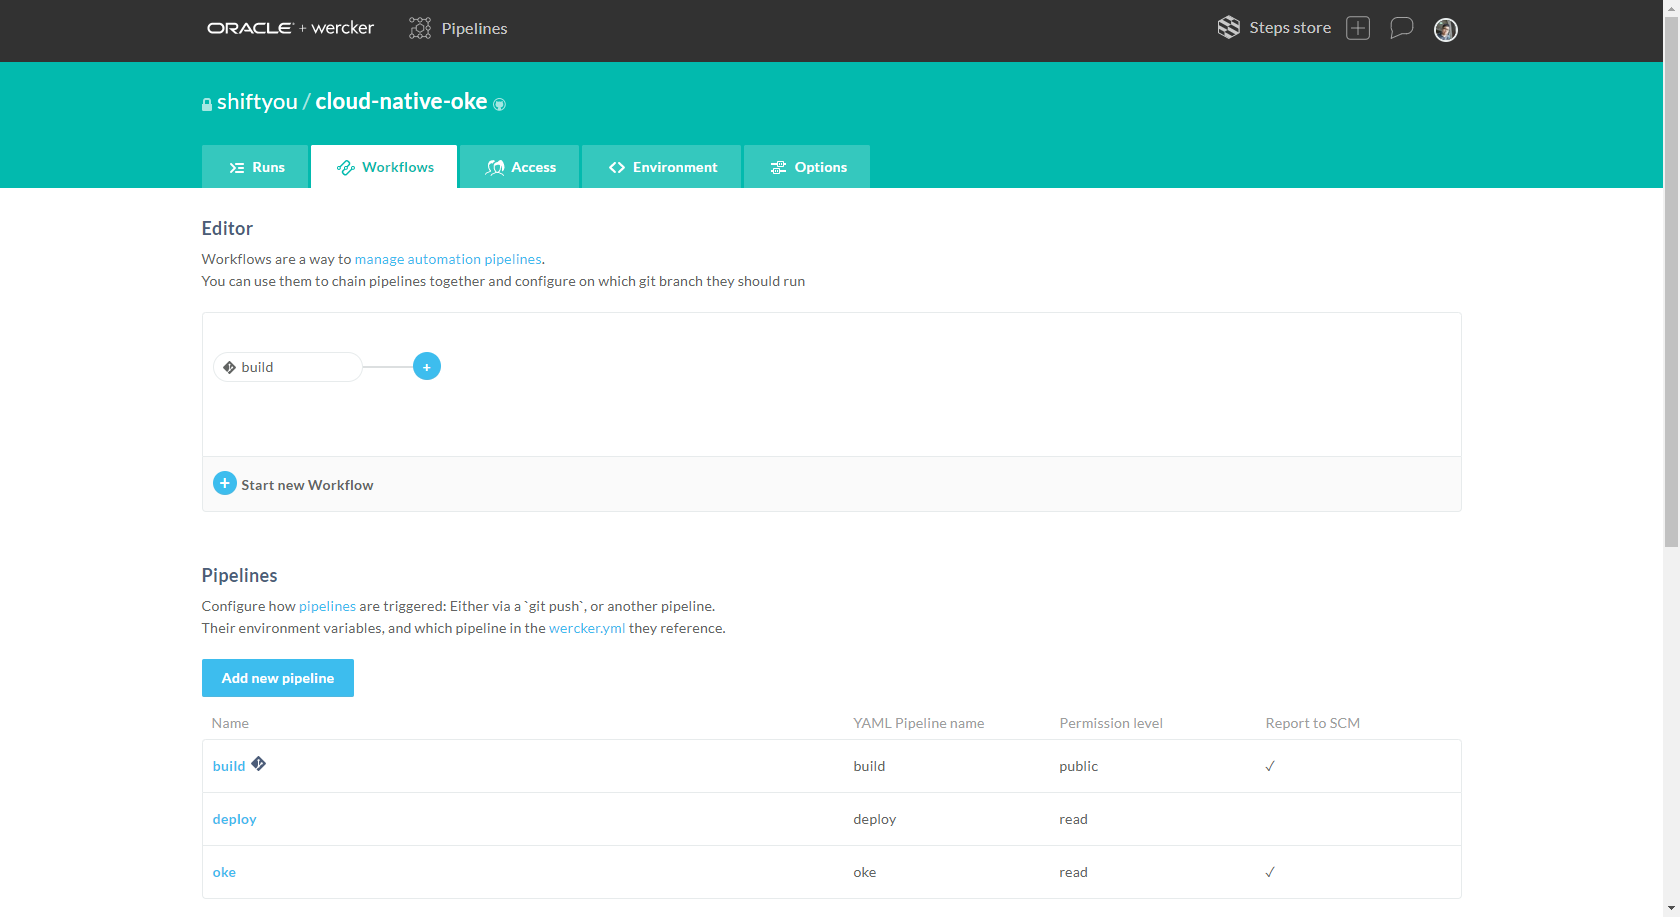 ORACLE + wercker Pipelines Steps store
shiftyou / cloud-native-oke
Runs Workflows Access Environment Options
Editor
Workflows are a way to manage automation pipelines.
You can use them to chain pipelines together and configure on which git branch they should run
build +
+ Start new Workflow
Pipelines
Configure how pipelines are triggered: Either via a `git push`, or another pipeline.
Their environment variables, and which pipeline in the wercker.yml they reference.
Add new pipeline
Name YAML Pipeline name Permission level Report to SCM
build build public ✓
deploy deploy read
oke oke read ✓